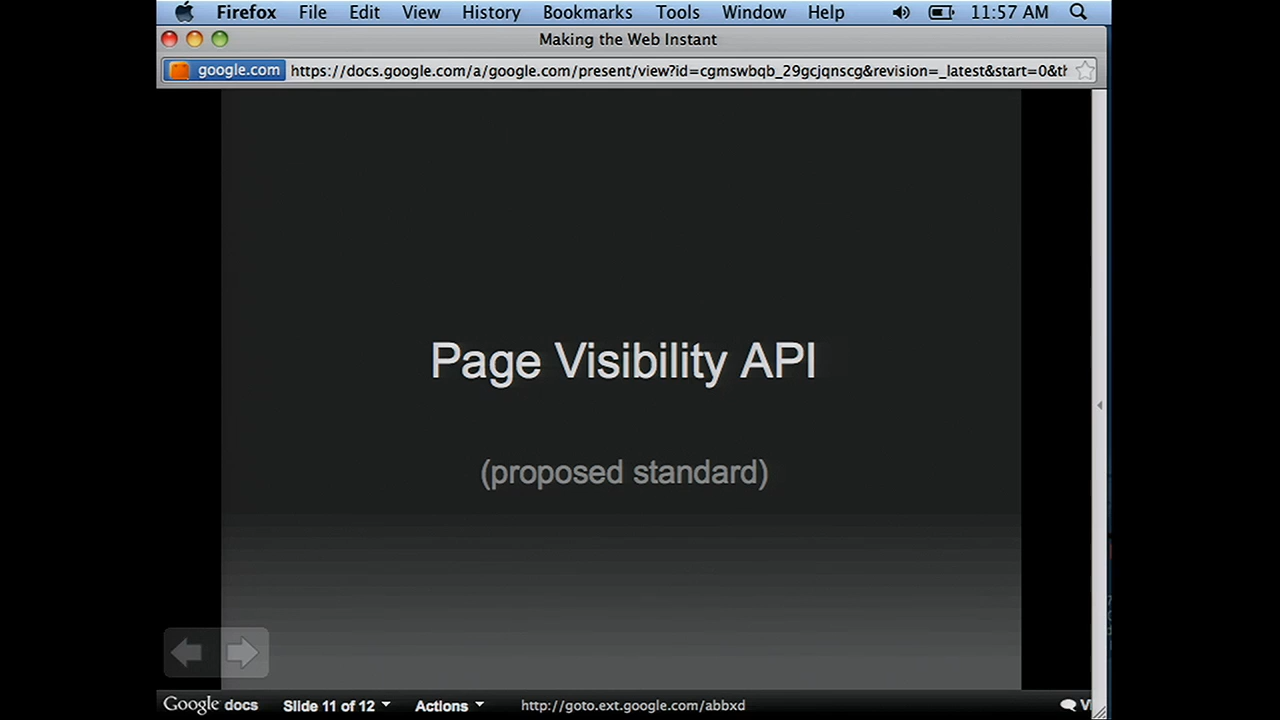 Firefox File Edit View History Bookmarks Tools Window Help 11:57 AM
Making the Web Instant
google.com https://docs.google.com/a/google.com/present/view?id=cgmswbqb_29gcjqnscg&revision=_latest&start=0&th
Page Visibility API
(proposed standard)
Google docs Slide 11 of 12 Actions http://goto.ext.google.com/abbxd